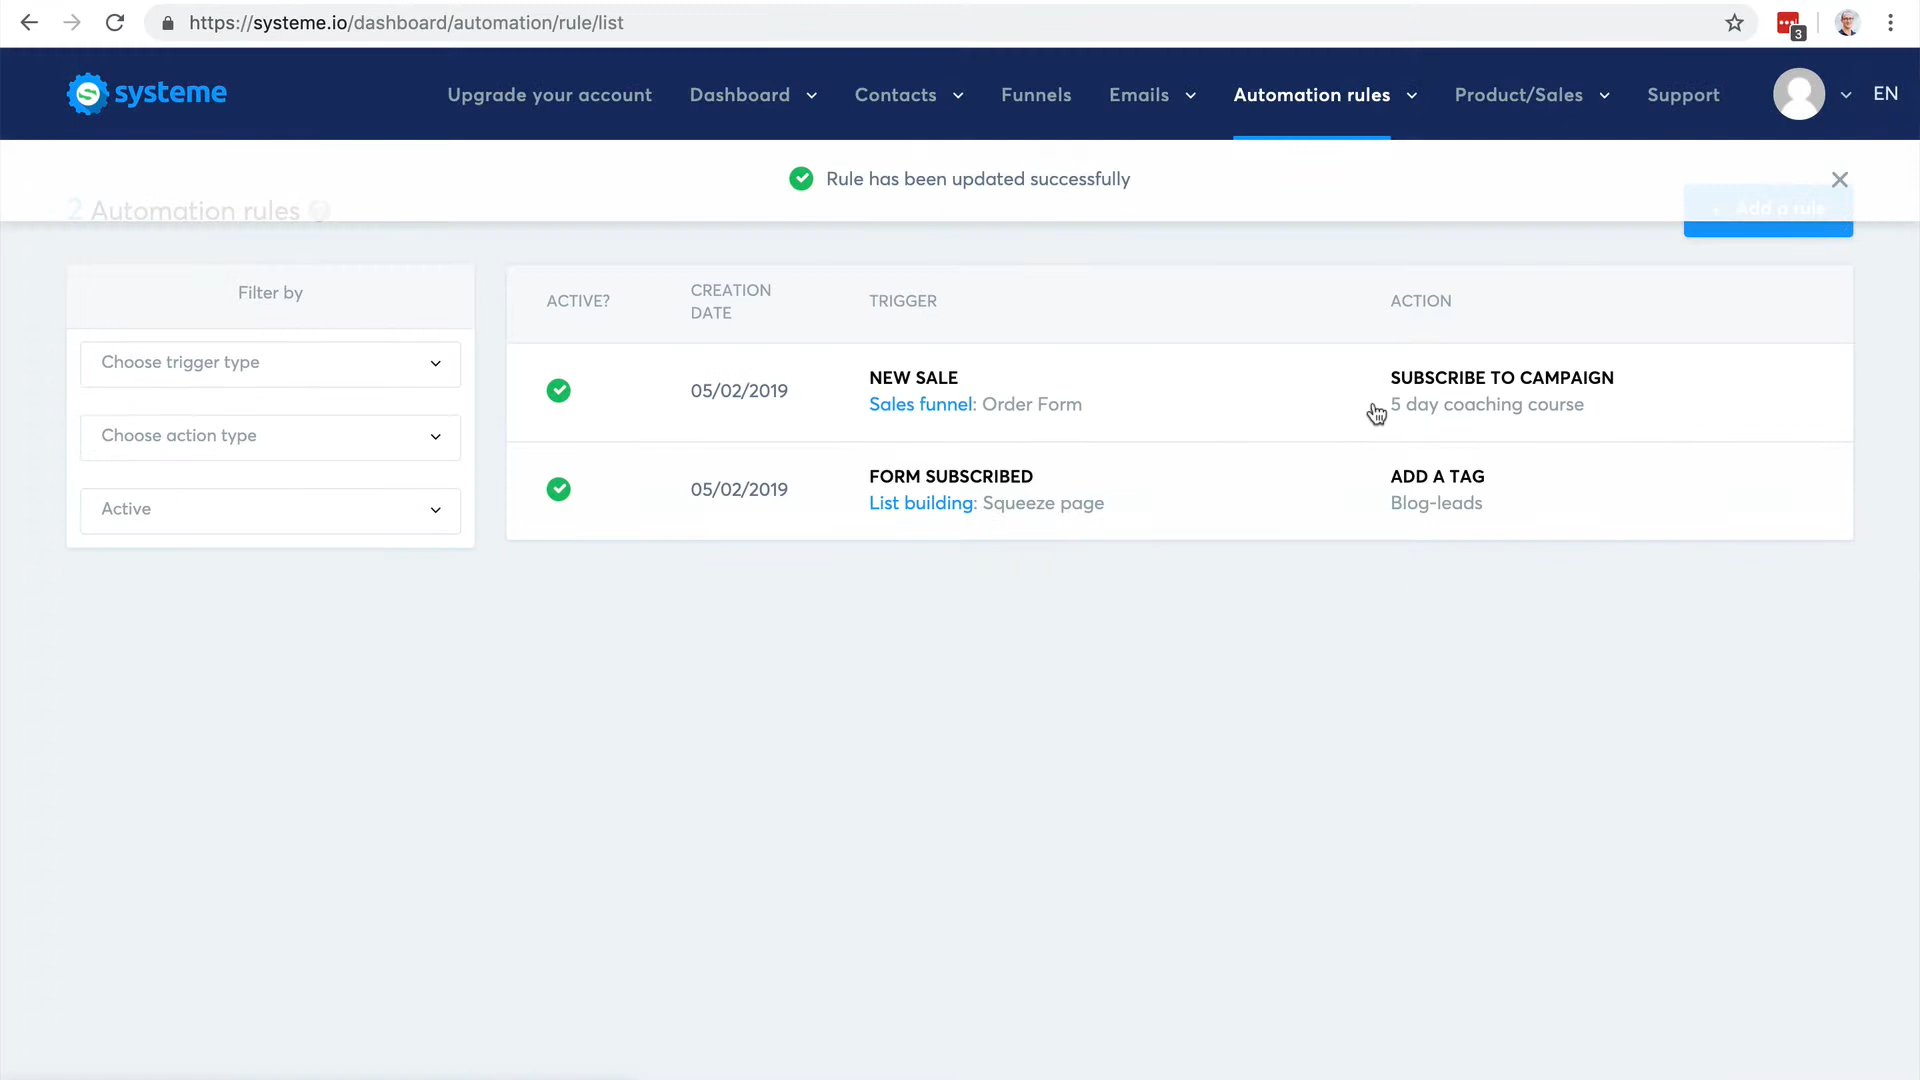 https://systeme.io/dashboard/automation/rule/list
3
systeme
Upgrade your account
Dashboard
Contacts
Funnels
Emails
Automation rules
Product/Sales
Support
EN
Rule has been updated successfully
2 Automation rules
Add a rule
Filter by
Choose trigger type
Choose action type
Active
ACTIVE?
CREATION
DATE
TRIGGER
ACTION
05/02/2019
NEW SALE
Sales funnel: Order Form
SUBSCRIBE TO CAMPAIGN
5 day coaching course
05/02/2019
FORM SUBSCRIBED
List building: Squeeze page
ADD A TAG
Blog-leads